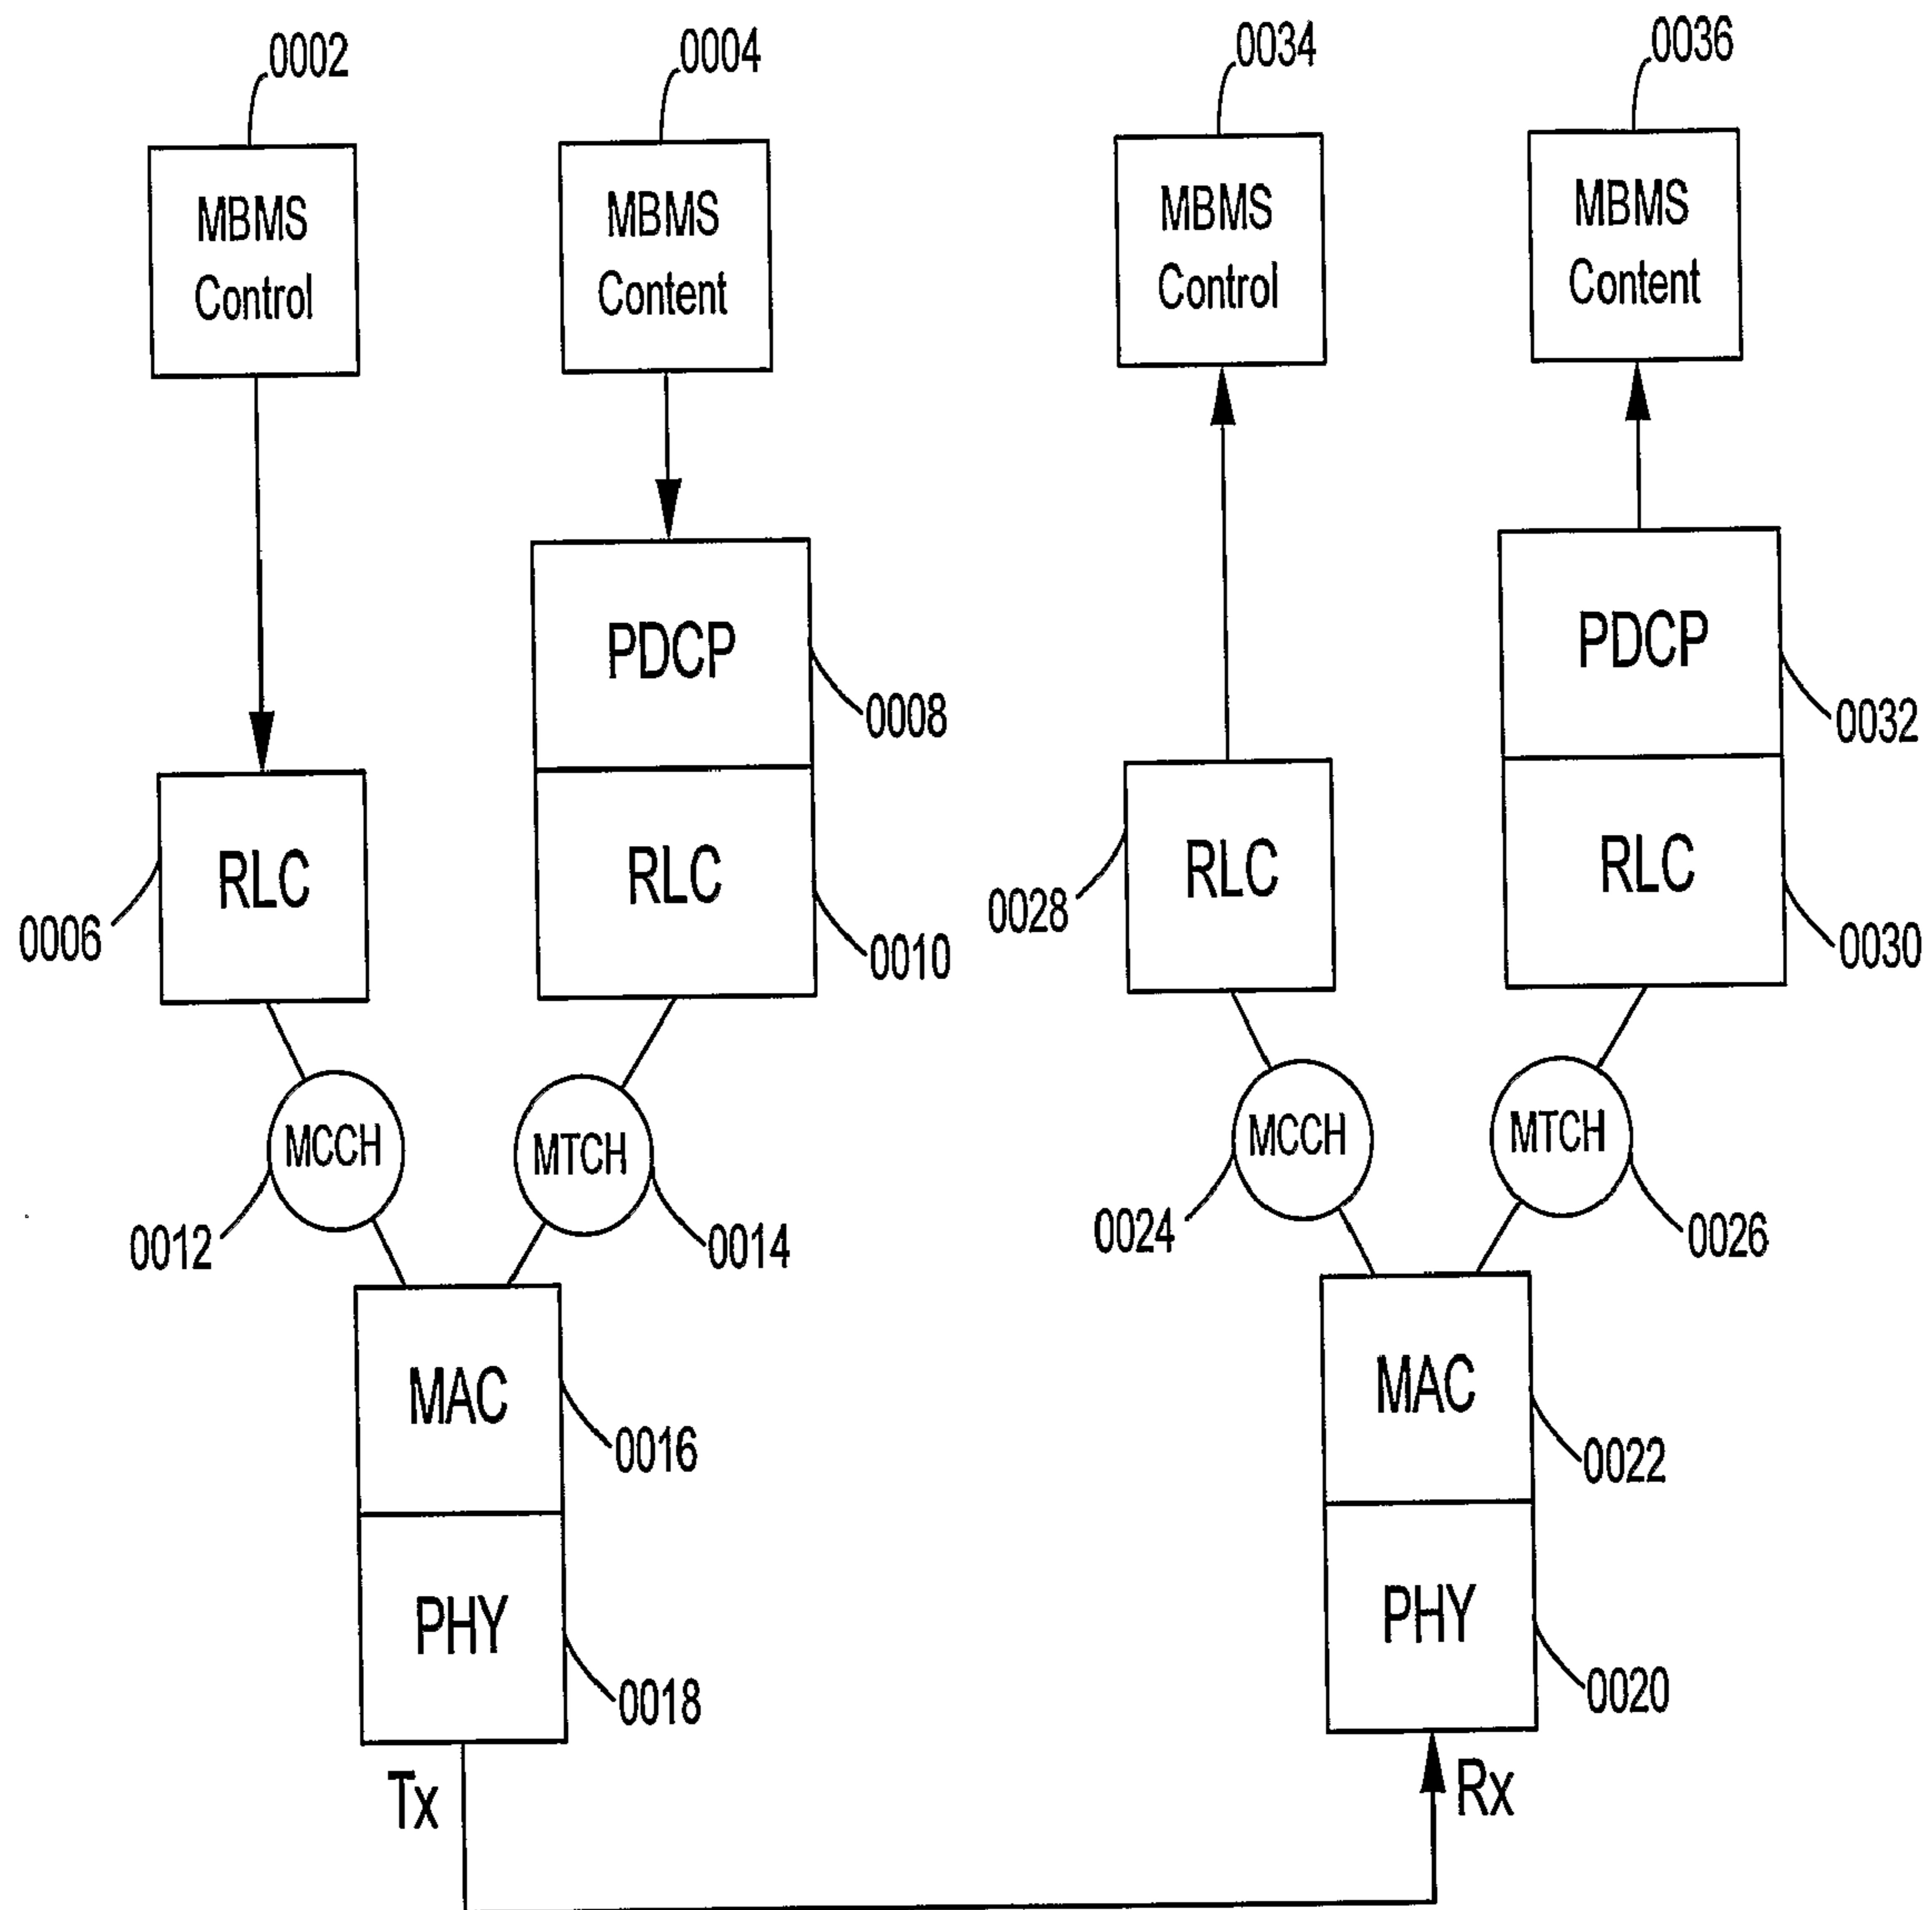 0002
0004
0034
0036
MBMS
Control
MBMS
Content
MBMS
Control
MBMS
Content
PDCP
0008
PDCP
0032
RLC
0006
RLC
0010
RLC
0028
RLC
0030
MCCH
0012
MTCH
0014
MCCH
0024
MTCH
0026
MAC
0016
MAC
0022
PHY
0018
PHY
0020
Tx
Rx